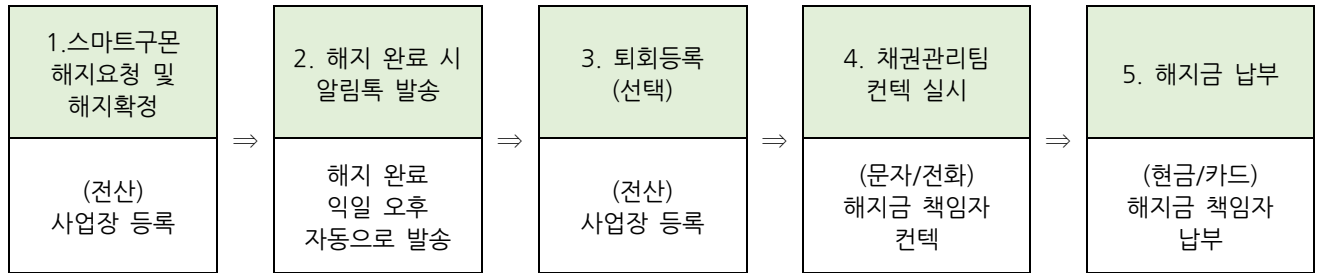 1.스마트구몬
해지요청 및
해지확정
(전산)
사업장 등록
⇒
2. 해지 완료 시
알림톡 발송
해지 완료
익일 오후
자동으로 발송
⇒
3. 퇴회등록
(선택)
(전산)
사업장 등록
⇒
4. 채권관리팀
컨텍 실시
(문자/전화)
해지금 책임자
컨텍
⇒
5. 해지금 납부
(현금/카드)
해지금 책임자
납부